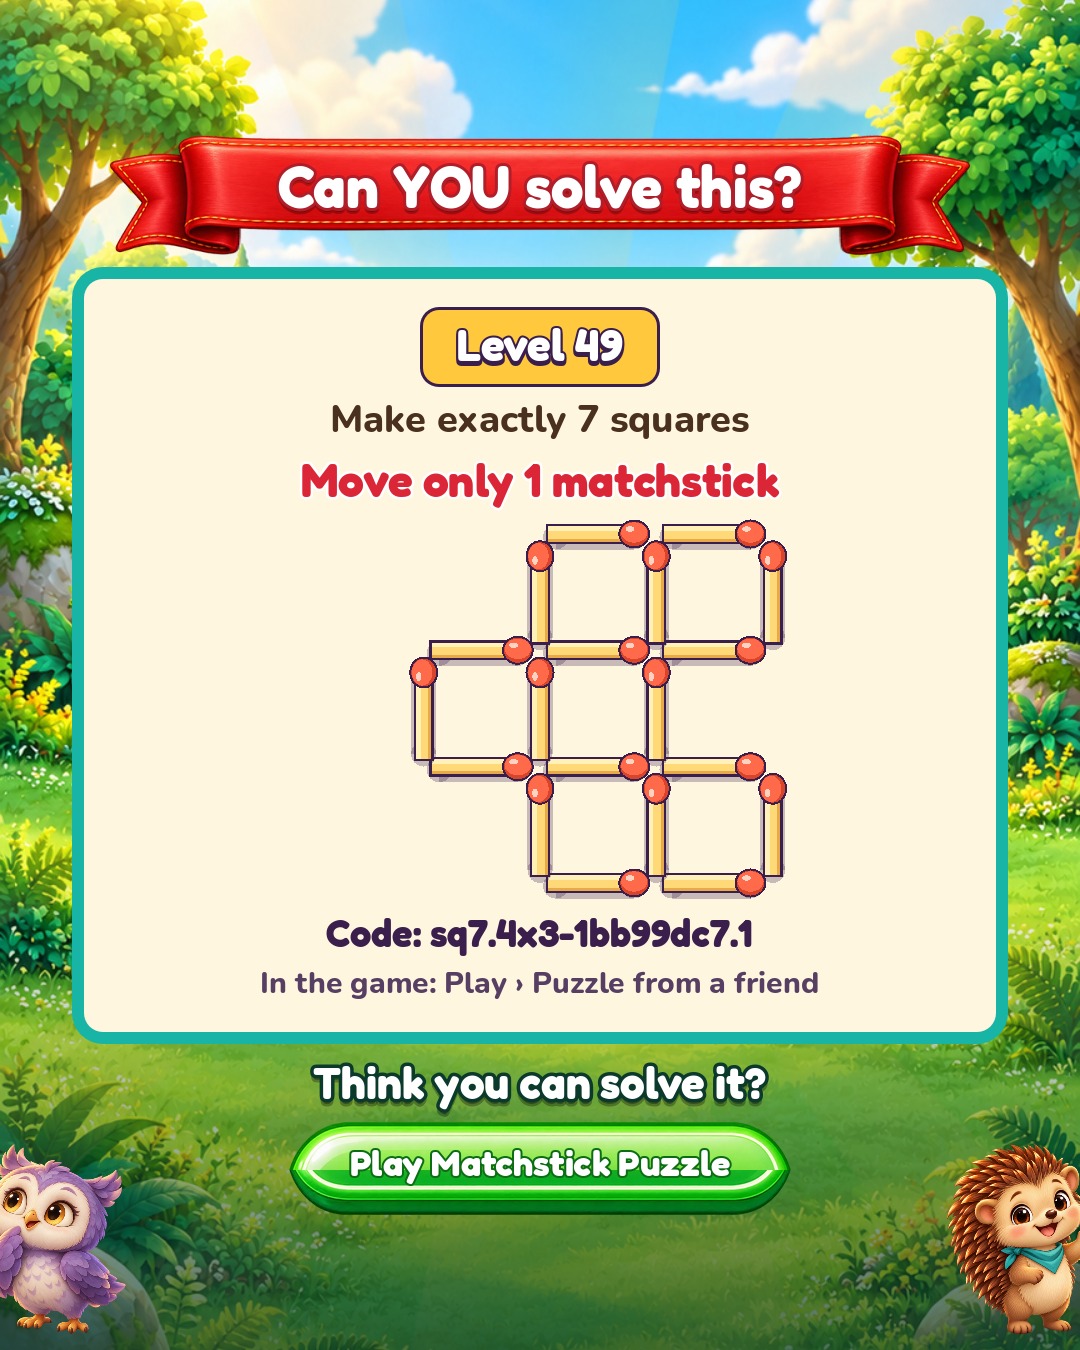 Can YOU solve this?
Level 49
Make exactly 7 squares
Move only 1 matchstick
Code: sq7.4x3-1bb99dc7.1
In the game: Play › Puzzle from a friend
Think you can solve it?
Play Matchstick Puzzle